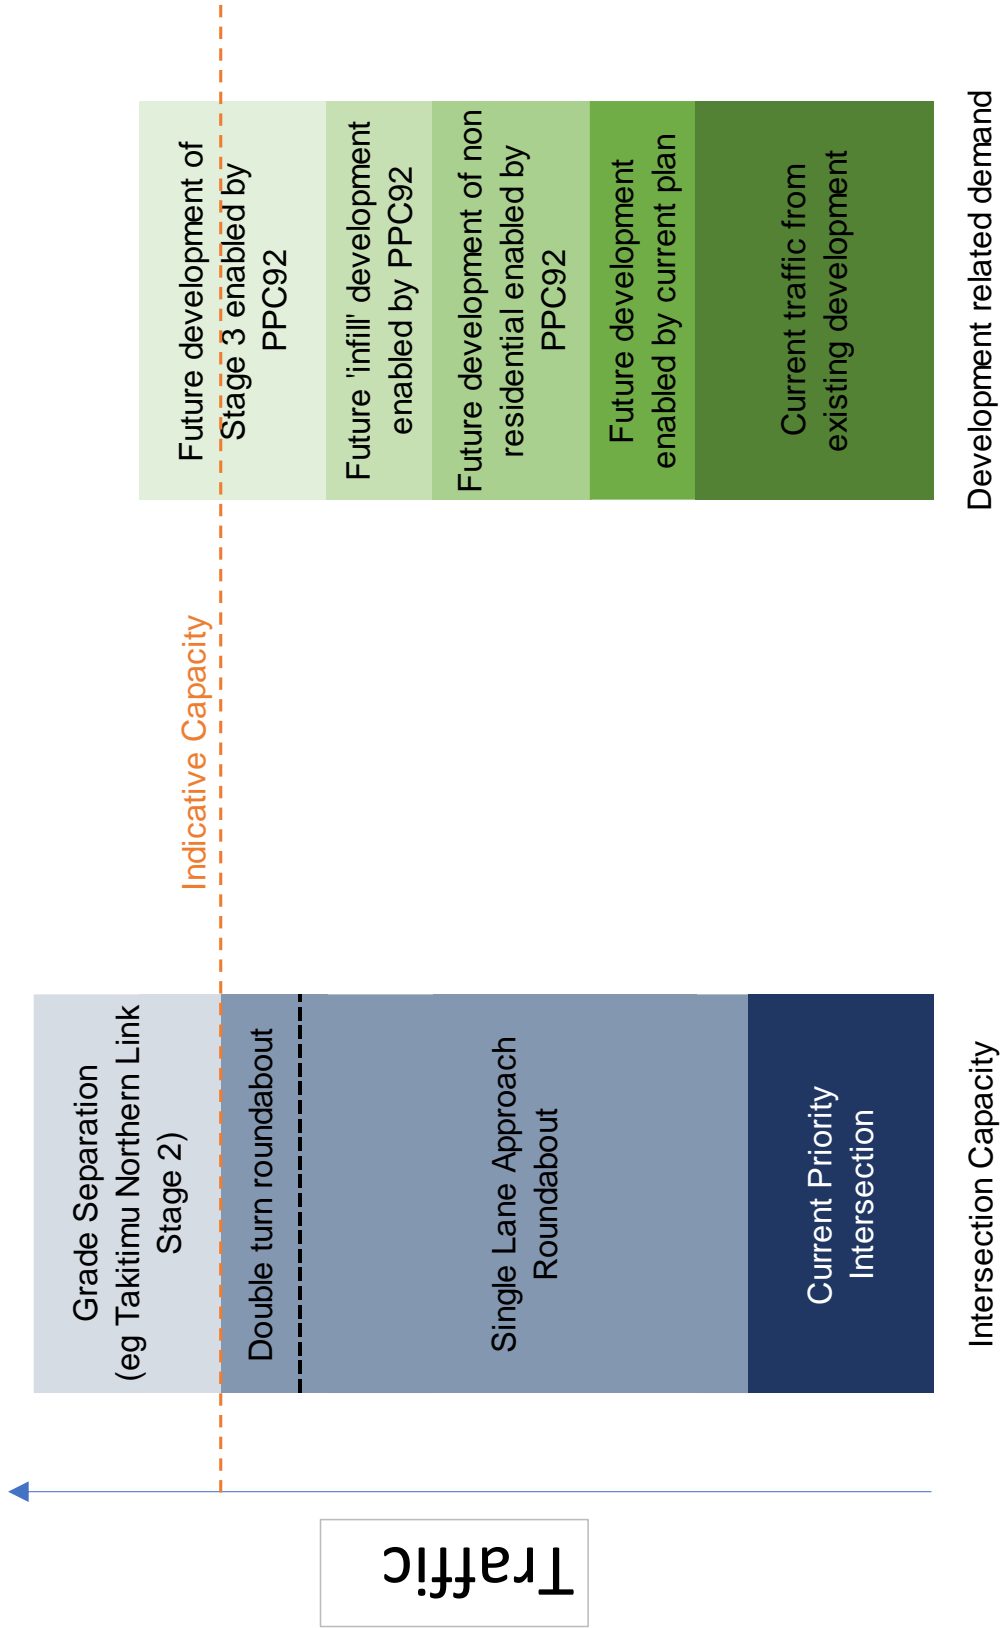 Traffic
Grade Separation
(eg Takitimu Northern Link
Stage 2)
Double turn roundabout
Single Lane Approach
Roundabout
Current Priority
Intersection
Intersection Capacity
Indicative Capacity
Future development of
Stage 3 enabled by
PPC92
Future 'infill' development
enabled by PPC92
Future development of non
residential enabled by
PPC92
Future development
enabled by current plan
Current traffic from
existing development
Development related demand